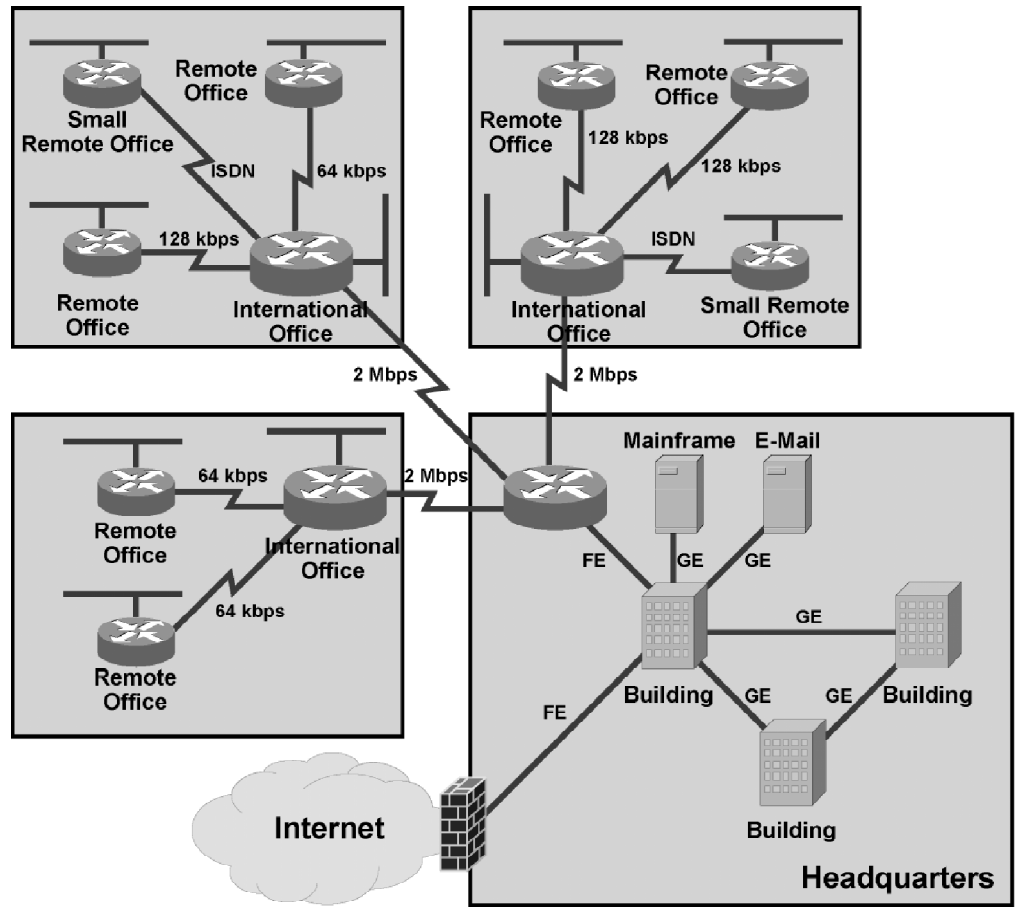 Small
Remote Office
Remote
Office
ISDN
64 kbps
128 kbps
Remote
Office
International
Office
Remote
Office
Remote
Office
128 kbps
128 kbps
ISDN
International
Office
Small Remote
Office
2 Mbps
2 Mbps
64 kbps
2 Mbps
Remote
Office
International
Office
64 kbps
Remote
Office
Mainframe
E-Mail
FE
GE
GE
GE
Building
GE
GE
Building
FE
Building
Internet
Headquarters